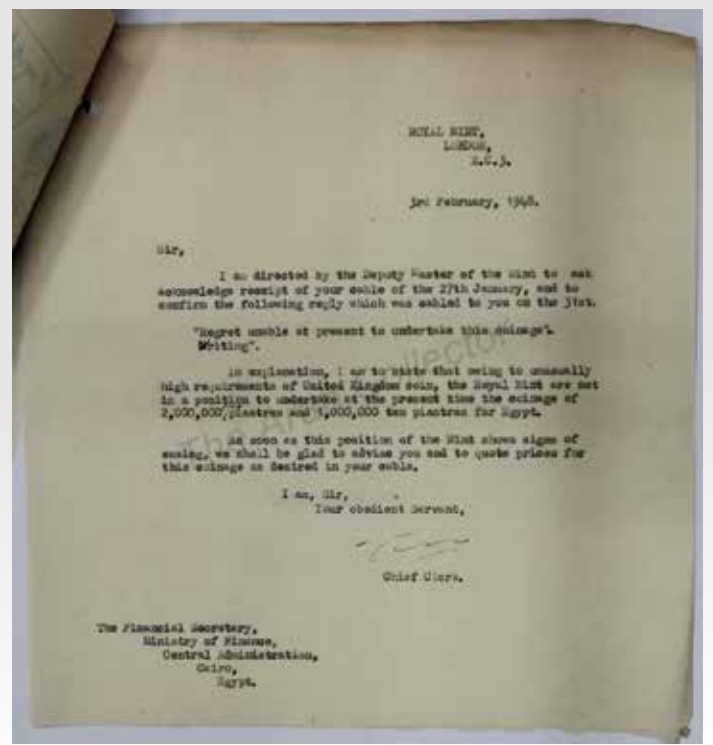 ROYAL MINT,
LONDON,
E.C.3.
3rd February, 1948.
Sir,
I am directed by the Deputy Master of the Mint to ask
acknowledge receipt of your cable of the 27th January, and to
confirm the following reply which was cabled to you on the 31st.
"Regret unable at present to undertake this coinage.
Writing".
In explanation, I am to state that owing to unusually
high requirements of United Kingdom coin, the Royal Mint are not
in a position to undertake at the present time the coinage of
2,000,000 piastres and 1,000,000 ten piastres for Egypt.
As soon as this position of the Mint shows signs of
easing, we shall be glad to advise you and to quote prices for
this coinage as desired in your cable.
I am, Sir,
Your obedient Servant,
Chief Clerk.
The Financial Secretary,
Ministry of Finance,
Central Administration,
Cairo,
Egypt.